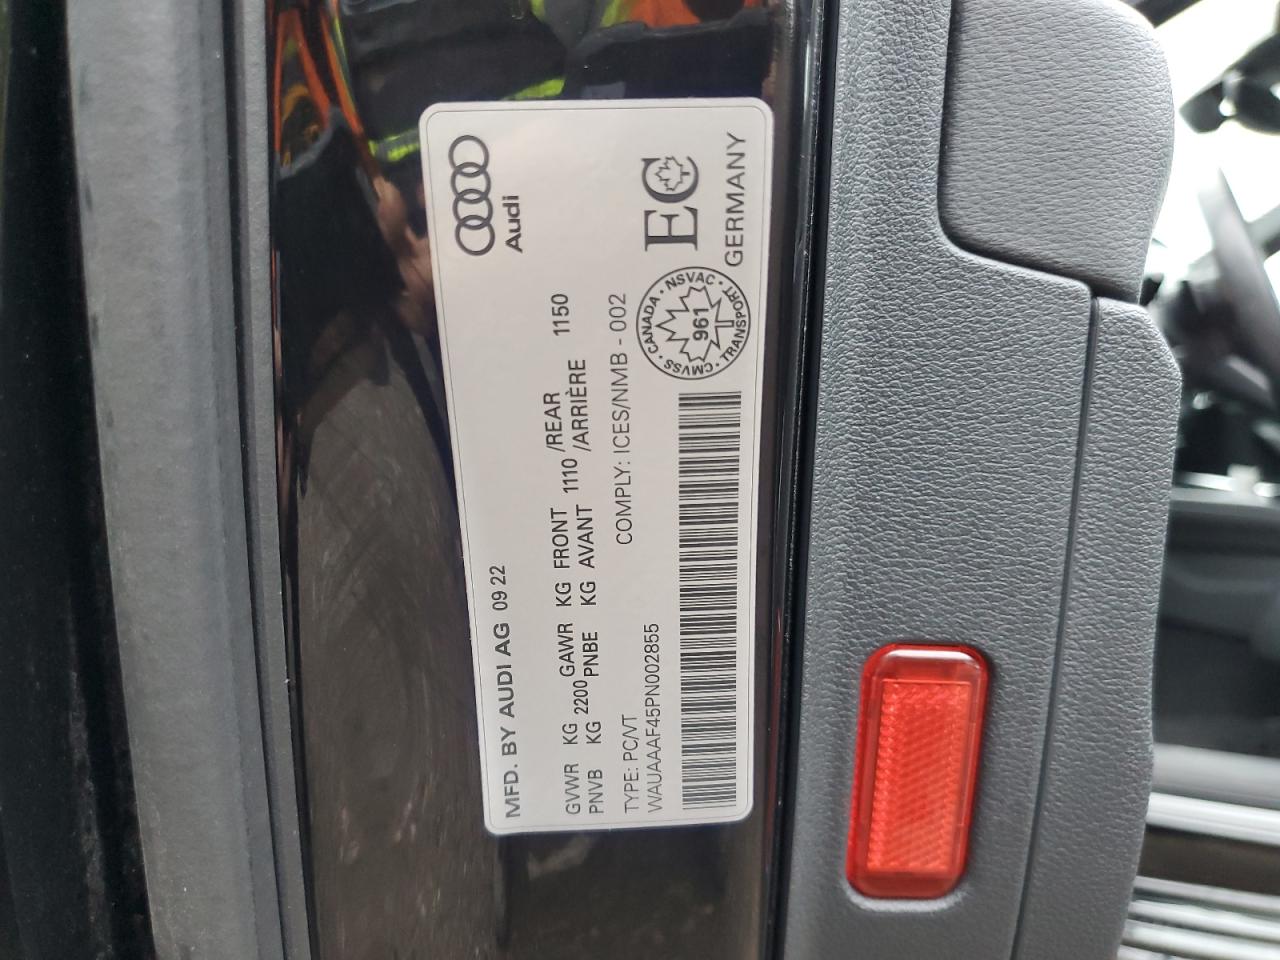 Audi
MFD. BY AUDI AG 09 22
GVWR KG 2200 GAWR KG FRONT 1110 /REAR 1150
PNVB KG PNBE KG AVANT /ARRIÈRE
TYPE: PC/VT COMPLY: ICES/NMB - 002
WAUAAAF45PN002855
CANADA · NSVAC · TRANSPORT · CMVSS ·
961
EC
GERMANY